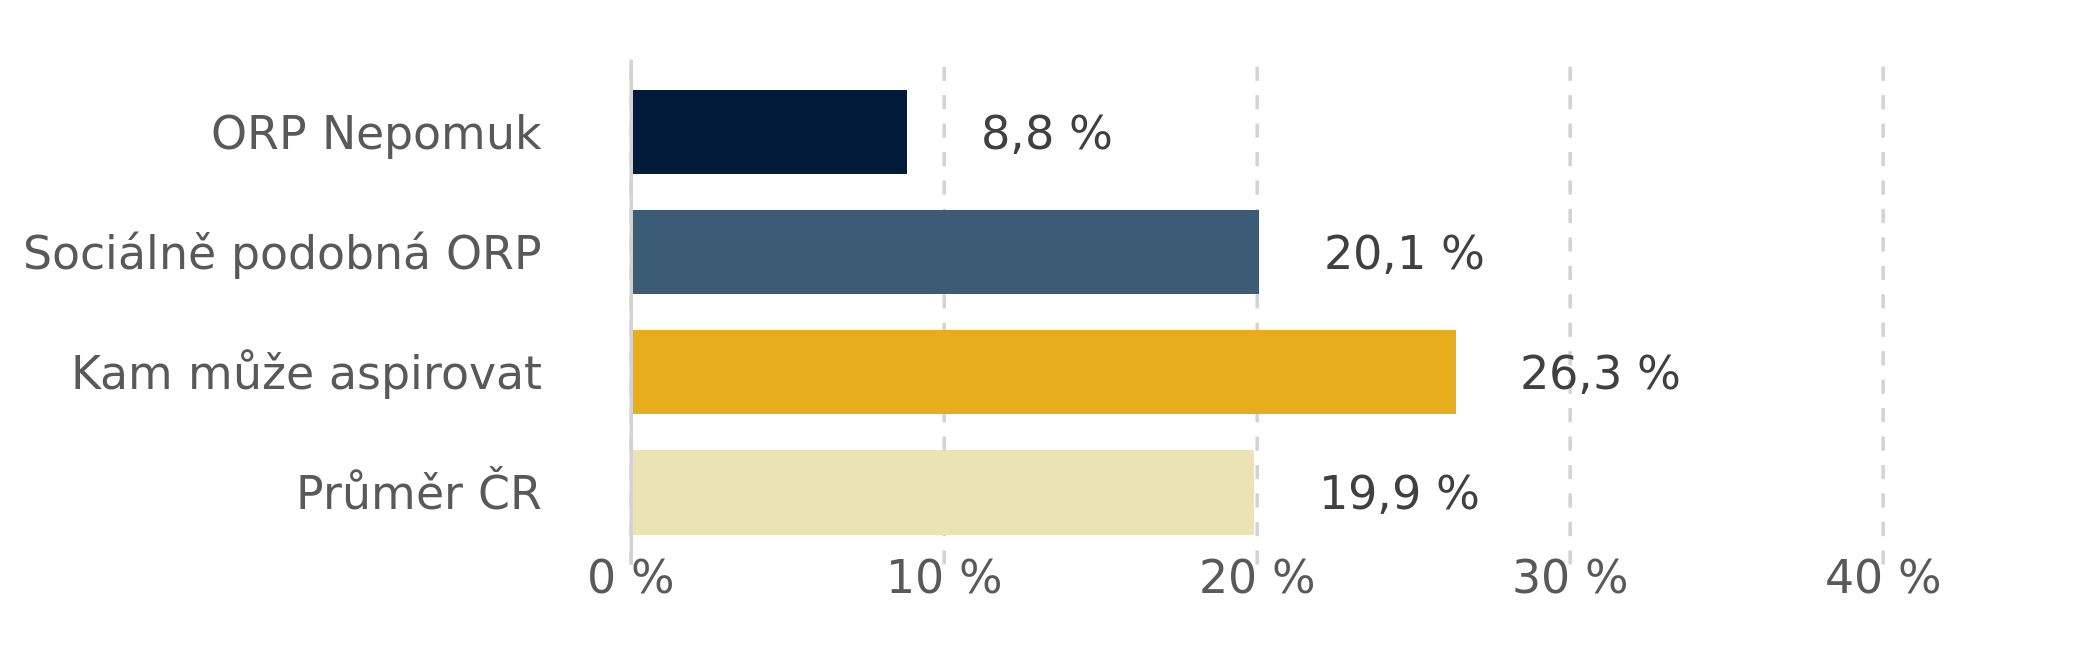 ORP Nepomuk 8,8 %
Sociálně podobná ORP 20,1 %
Kam může aspirovat 26,3 %
Průměr ČR 19,9 %
0 % 10 % 20 % 30 % 40 %